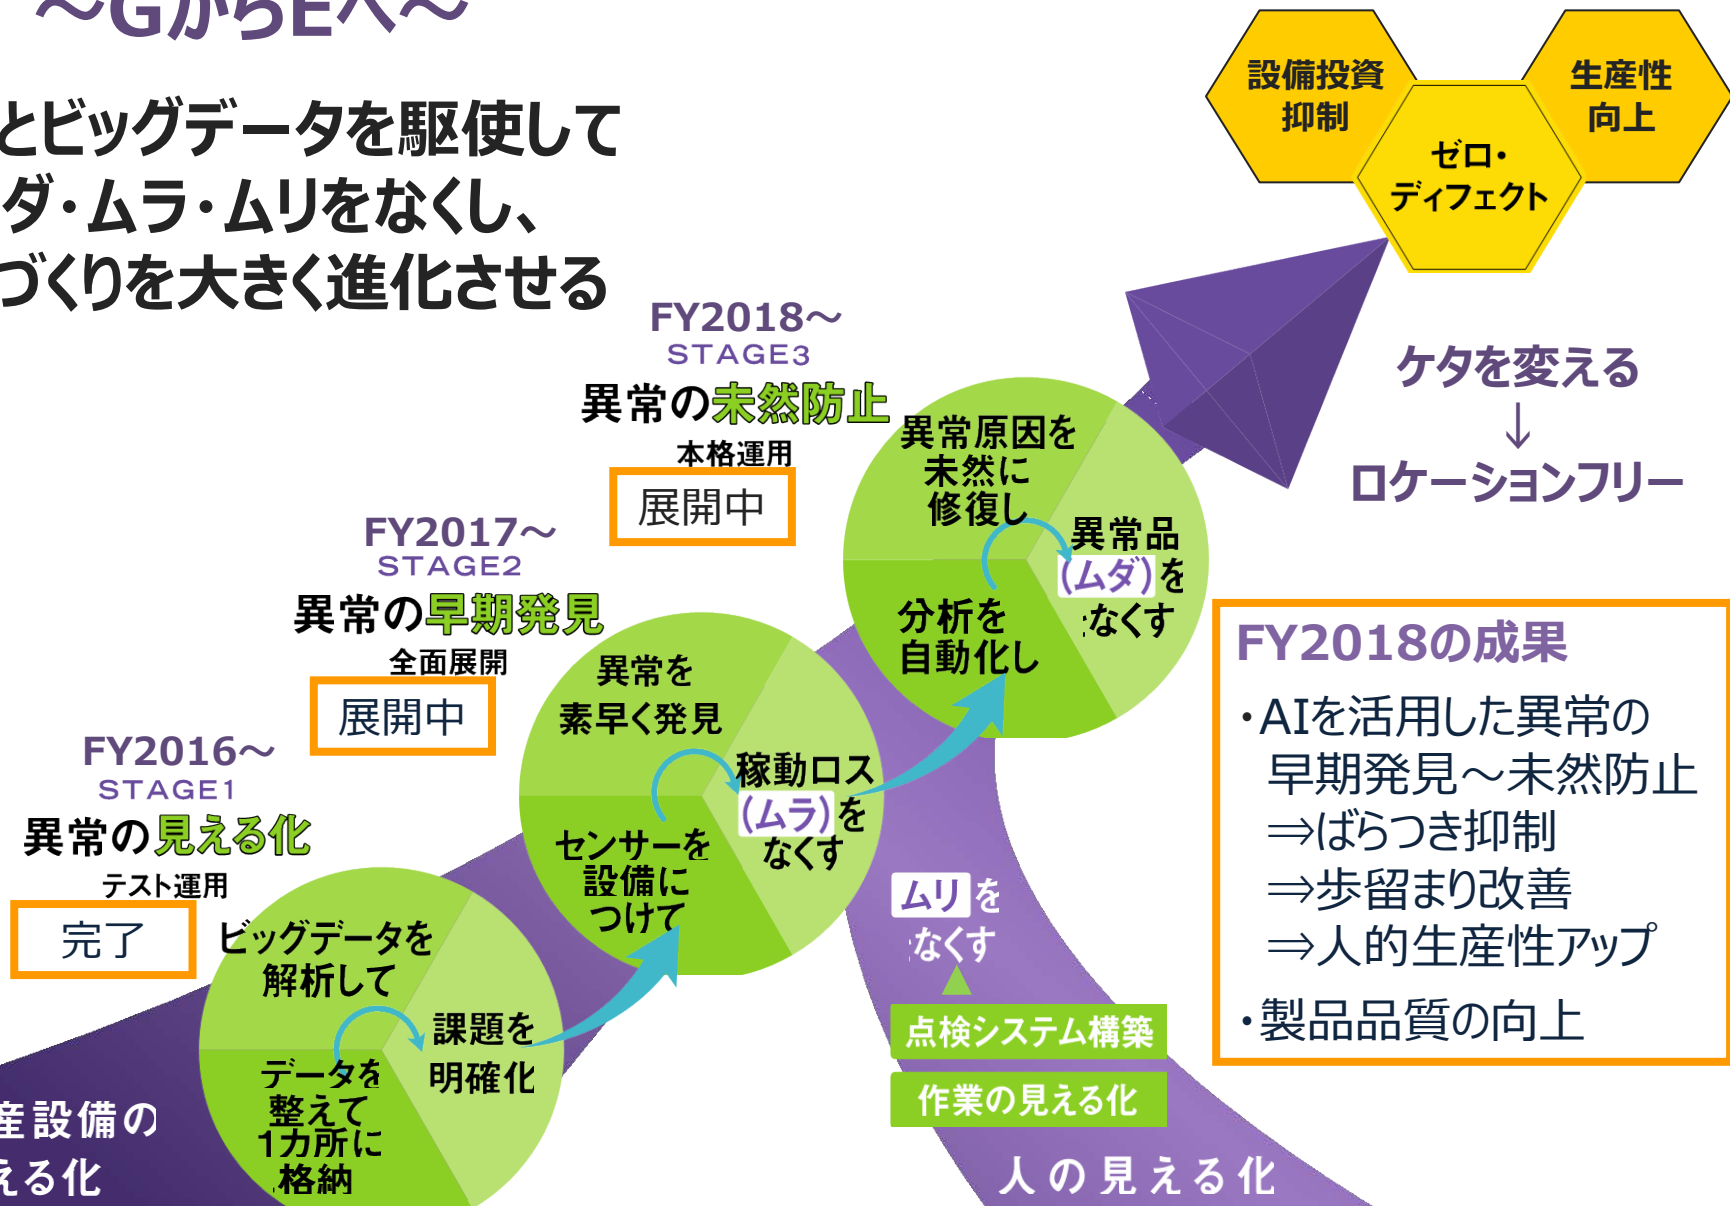 ～GからEへ～
とビッグデータを駆使して
ダ・ムラ・ムリをなくし、
づくりを大きく進化させる
設備投資
抑制
生産性
向上
ゼロ・
ディフェクト
ケタを変える
↓
ロケーションフリー
FY2018～
STAGE3
異常の未然防止
本格運用
展開中
異常原因を
未然に
修復し
異常品
(ムダ)を
なくす
分析を
自動化し
FY2017～
STAGE2
異常の早期発見
全面展開
展開中
異常を
素早く発見
稼動ロス
(ムラ)を
なくす
センサーを
設備に
つけて
FY2016～
STAGE1
異常の見える化
テスト運用
完了
ビッグデータを
解析して
課題を
明確化
データを
整えて
1カ所に
格納
産設備の
える化
ムリを
なくす
点検システム構築
作業の見える化
人の見える化
FY2018の成果
・AIを活用した異常の
早期発見～未然防止
⇒ばらつき抑制
⇒歩留まり改善
⇒人的生産性アップ
・製品品質の向上